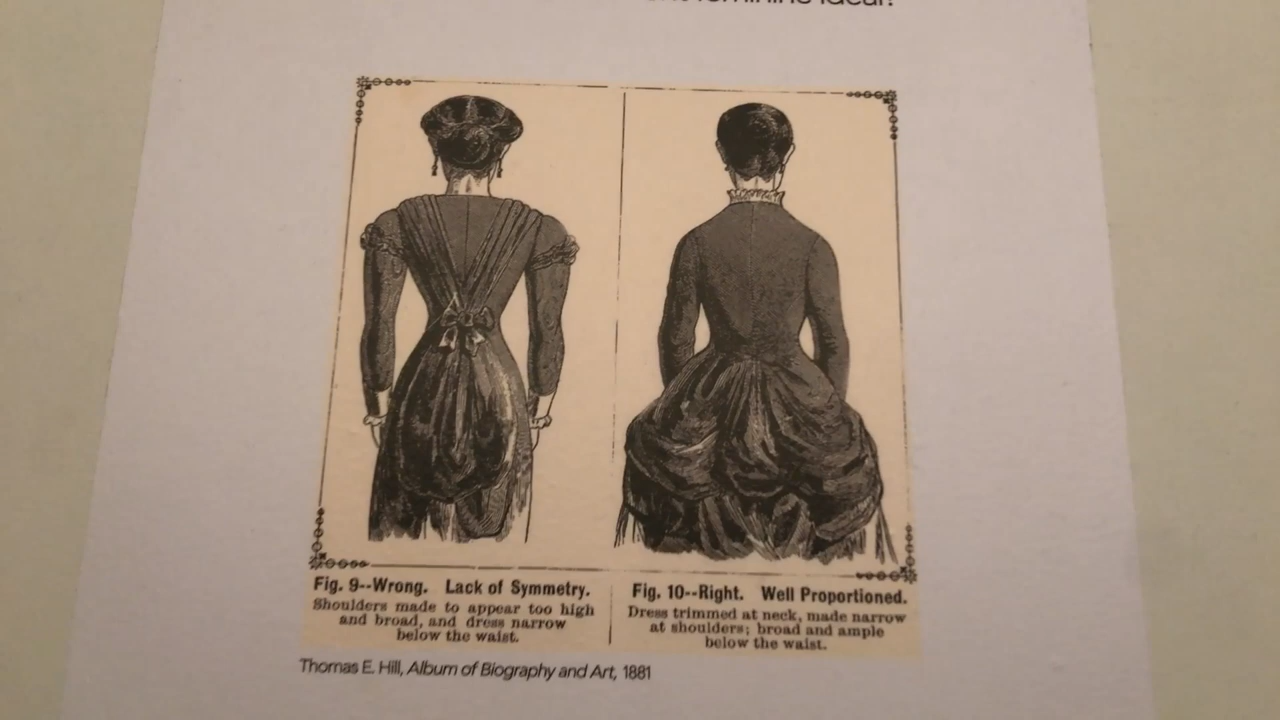 feminine ideal?
Fig. 9--Wrong. Lack of Symmetry.
Shoulders made to appear too high
and broad, and dress narrow
below the waist.
Fig. 10--Right. Well Proportioned.
Dress trimmed at neck, made narrow
at shoulders; broad and ample
below the waist.
Thomas E. Hill, Album of Biography and Art, 1881